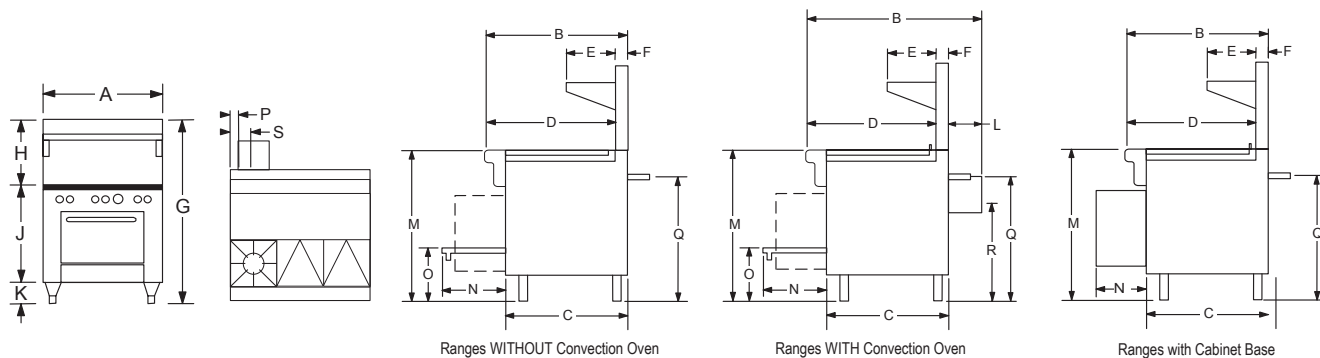 A
H
G
J
K
P
S
B
E
F
D
M
Q
O
N
C
Ranges WITHOUT Convection Oven
B
E
F
D
L
M
Q
R
O
N
C
Ranges WITH Convection Oven
B
E
F
D
M
Q
N
C
Ranges with Cabinet Base